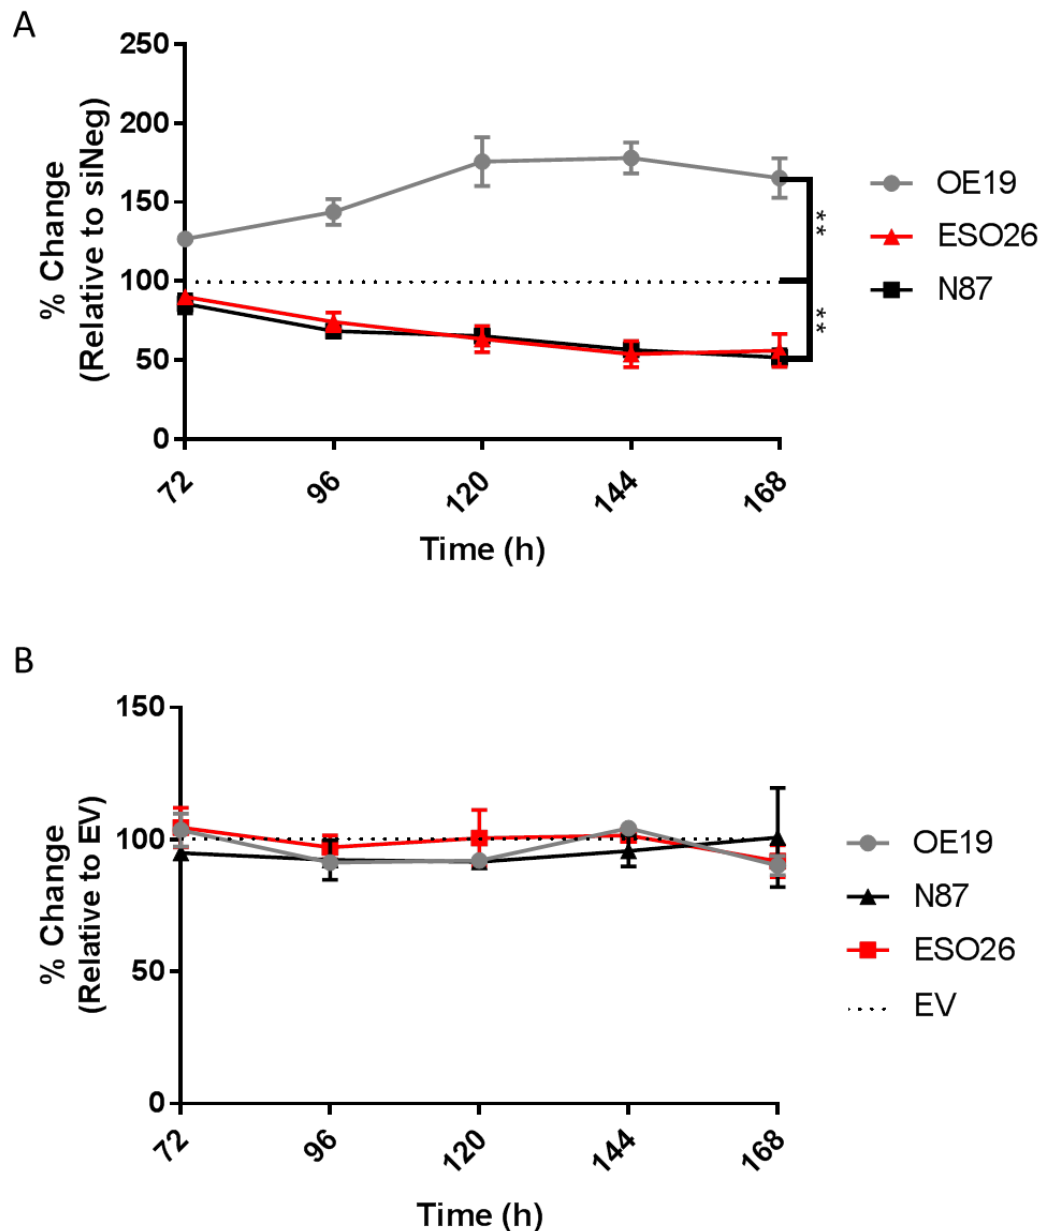 A
250
200
150
100
50
0
% Change
(Relative to siNeg)
72
96
120
144
168
Time (h)
**
**
OE19
ESO26
N87
B
150
100
50
0
% Change
(Relative to EV)
72
96
120
144
168
Time (h)
OE19
N87
ESO26
EV